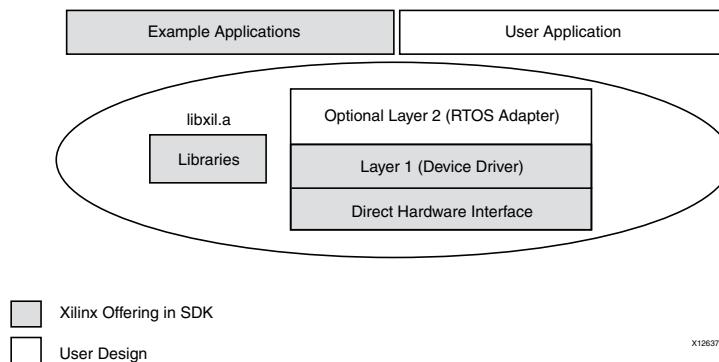 Example Applications
User Application
libxil.a
Optional Layer 2 (RTOS Adapter)
Libraries
Layer 1 (Device Driver)
Direct Hardware Interface
Xilinx Offering in SDK
User Design
X12637